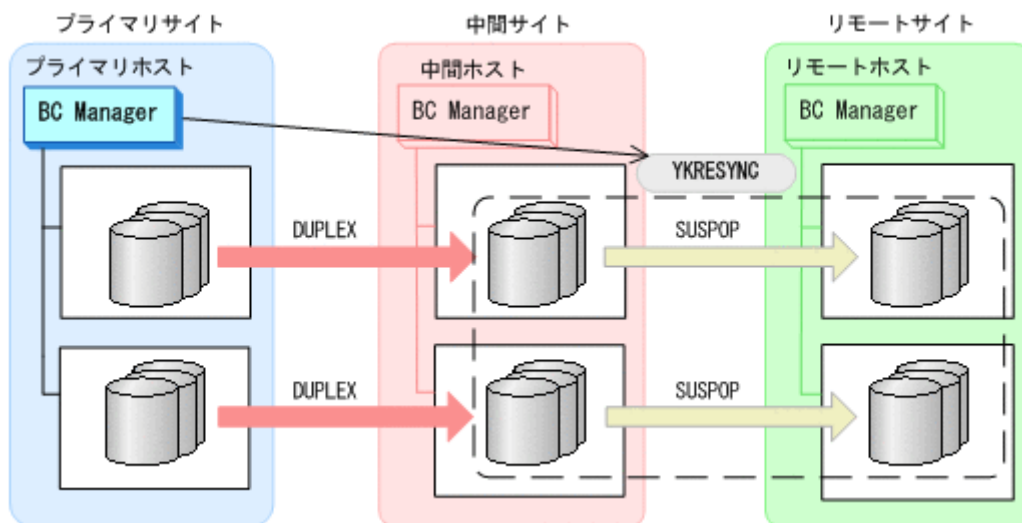 プライマリサイト
中間サイト
リモートサイト
プライマリホスト
中間ホスト
リモートホスト
BC Manager
BC Manager
BC Manager
YKRESYNC
DUPLEX
SUSPOP
DUPLEX
SUSPOP